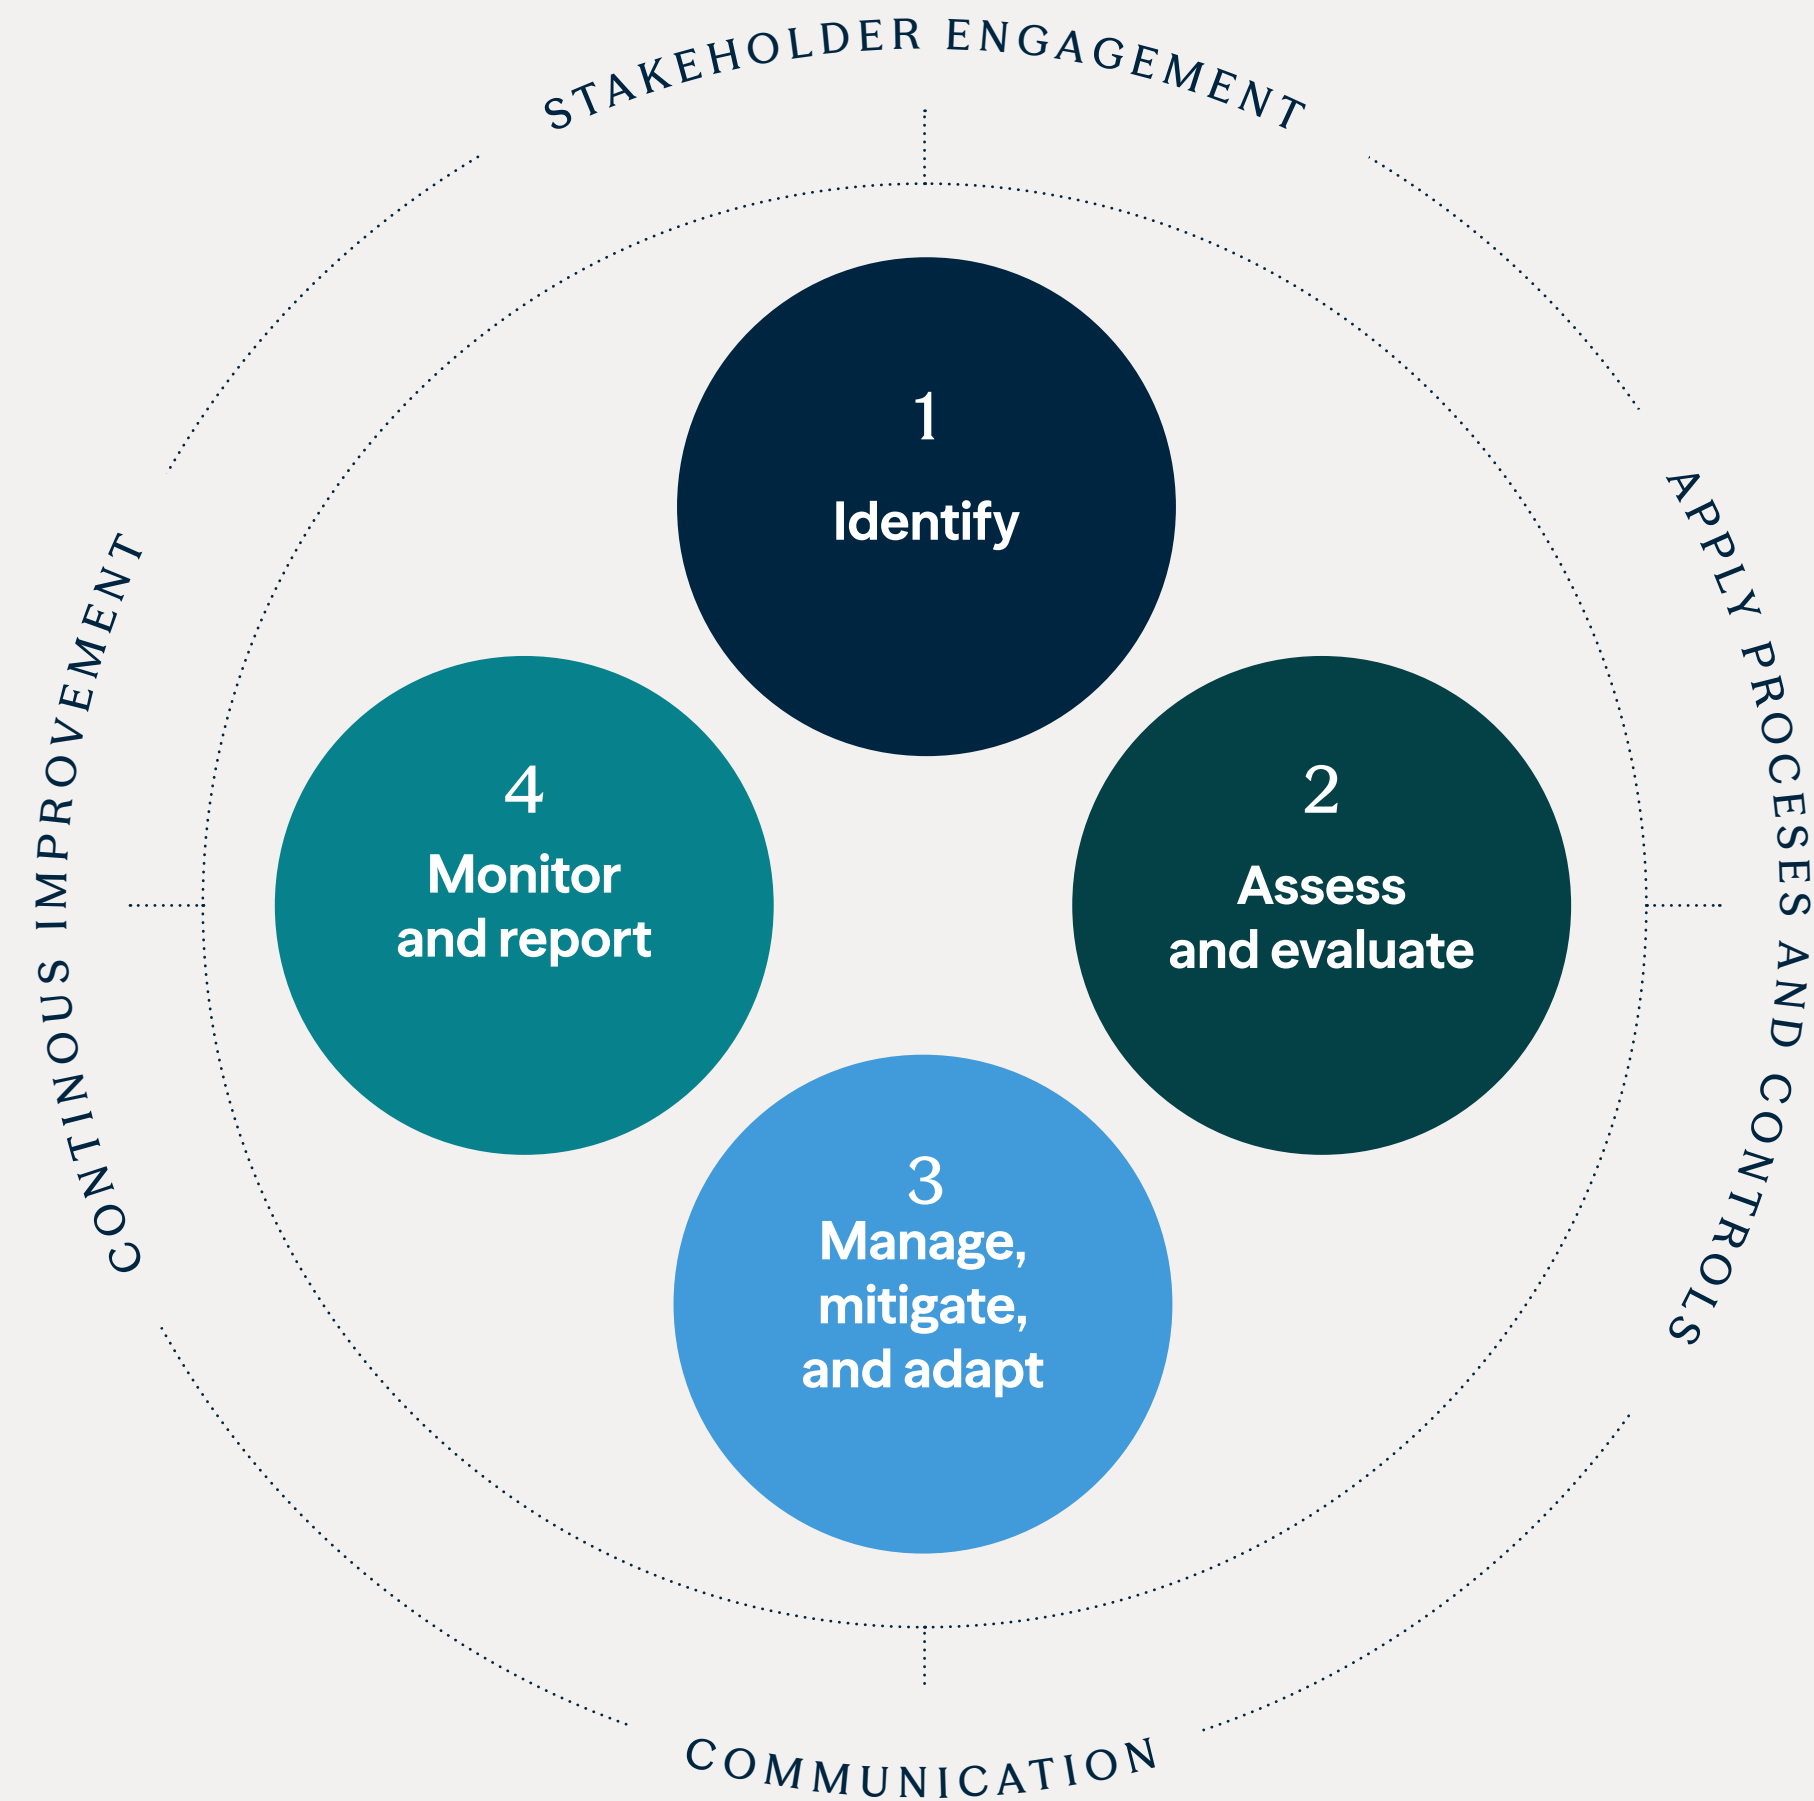 STAKEHOLDER ENGAGEMENT
1
Identify
APPLY PROCESES AND CONTROLS
2
Assess
and evaluate
3
Manage,
mitigate,
and adapt
COMMUNICATION
4
Monitor
and report
CONTINOUS IMPROVEMENT